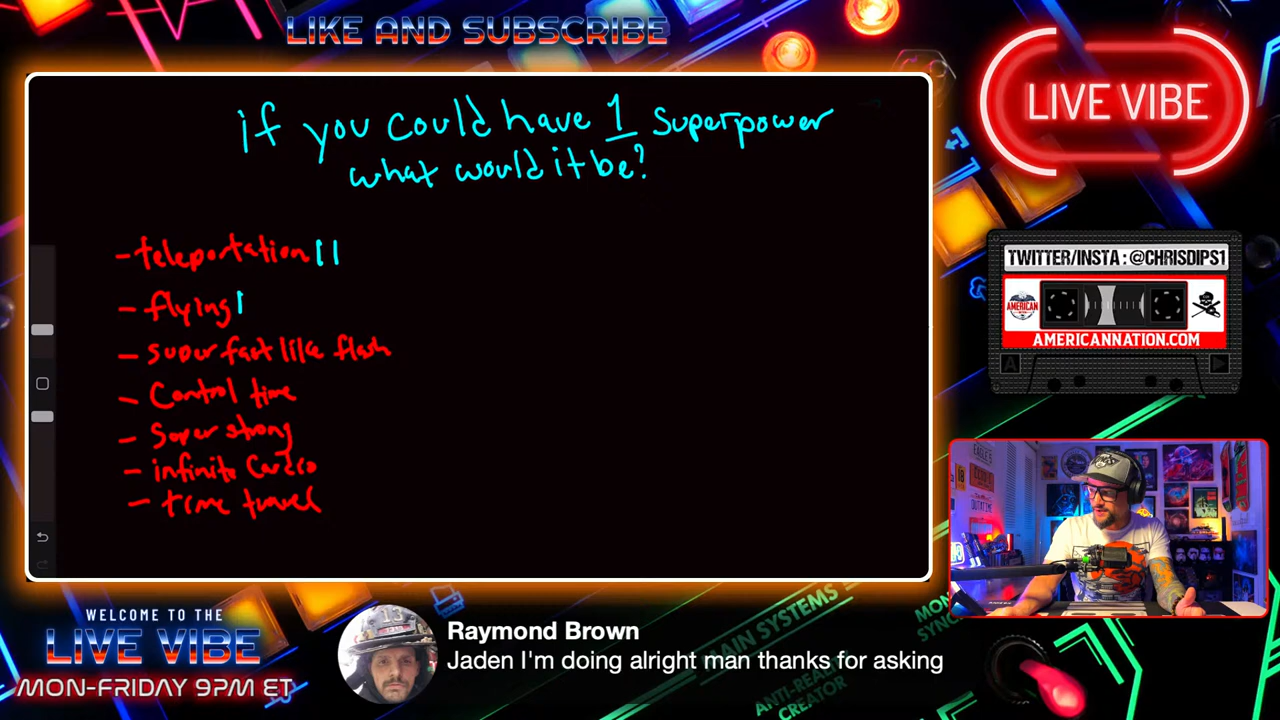 LIKE AND SUBSCRIBE
if you could have 1 superpower
what would it be?
- teleportation ||
- flying |
- super fast like flash
- Control time
- Super strong
- infinite Cardio
- time travel
LIVE VIBE
TWITTER/INSTA : @CHRISDIPS1
AMERICAN
AMERICANNATION.COM
A
WELCOME TO THE
LIVE VIBE
MON-FRIDAY 9PM ET
Raymond Brown
Jaden I'm doing alright man thanks for asking